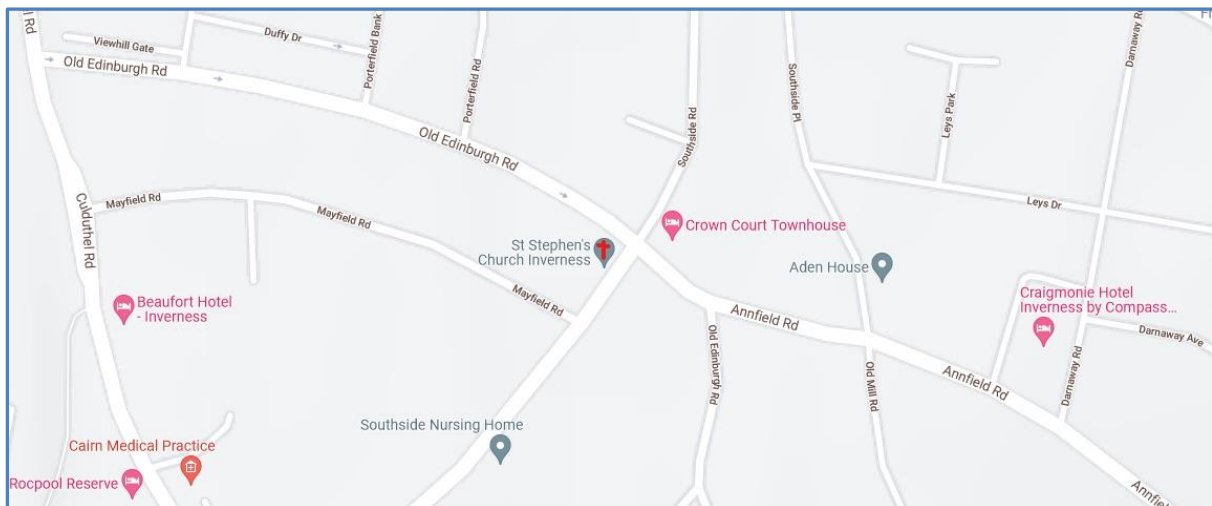 l Rd
Fr
Duffy Dr
Viewhill Gate
Old Edinburgh Rd
Porterfield Bank
Porterfield Rd
Old Edinburgh Rd
Southside Rd
Southside Pl
Leys Park
Darnaway Rd
Culduthel Rd
Mayfield Rd
Mayfield Rd
Leys Dr
Crown Court Townhouse
St Stephen's
Church Inverness
Aden House
Beaufort Hotel
- Inverness
Mayfield Rd
Annfield Rd
Craigmonie Hotel
Inverness by Compass...
Darnaway Ave
Old Edinburgh Rd
Old Mill Rd
Annfield Rd
Darnaway Rd
Southside Nursing Home
Cairn Medical Practice
Rocpool Reserve
Annfield